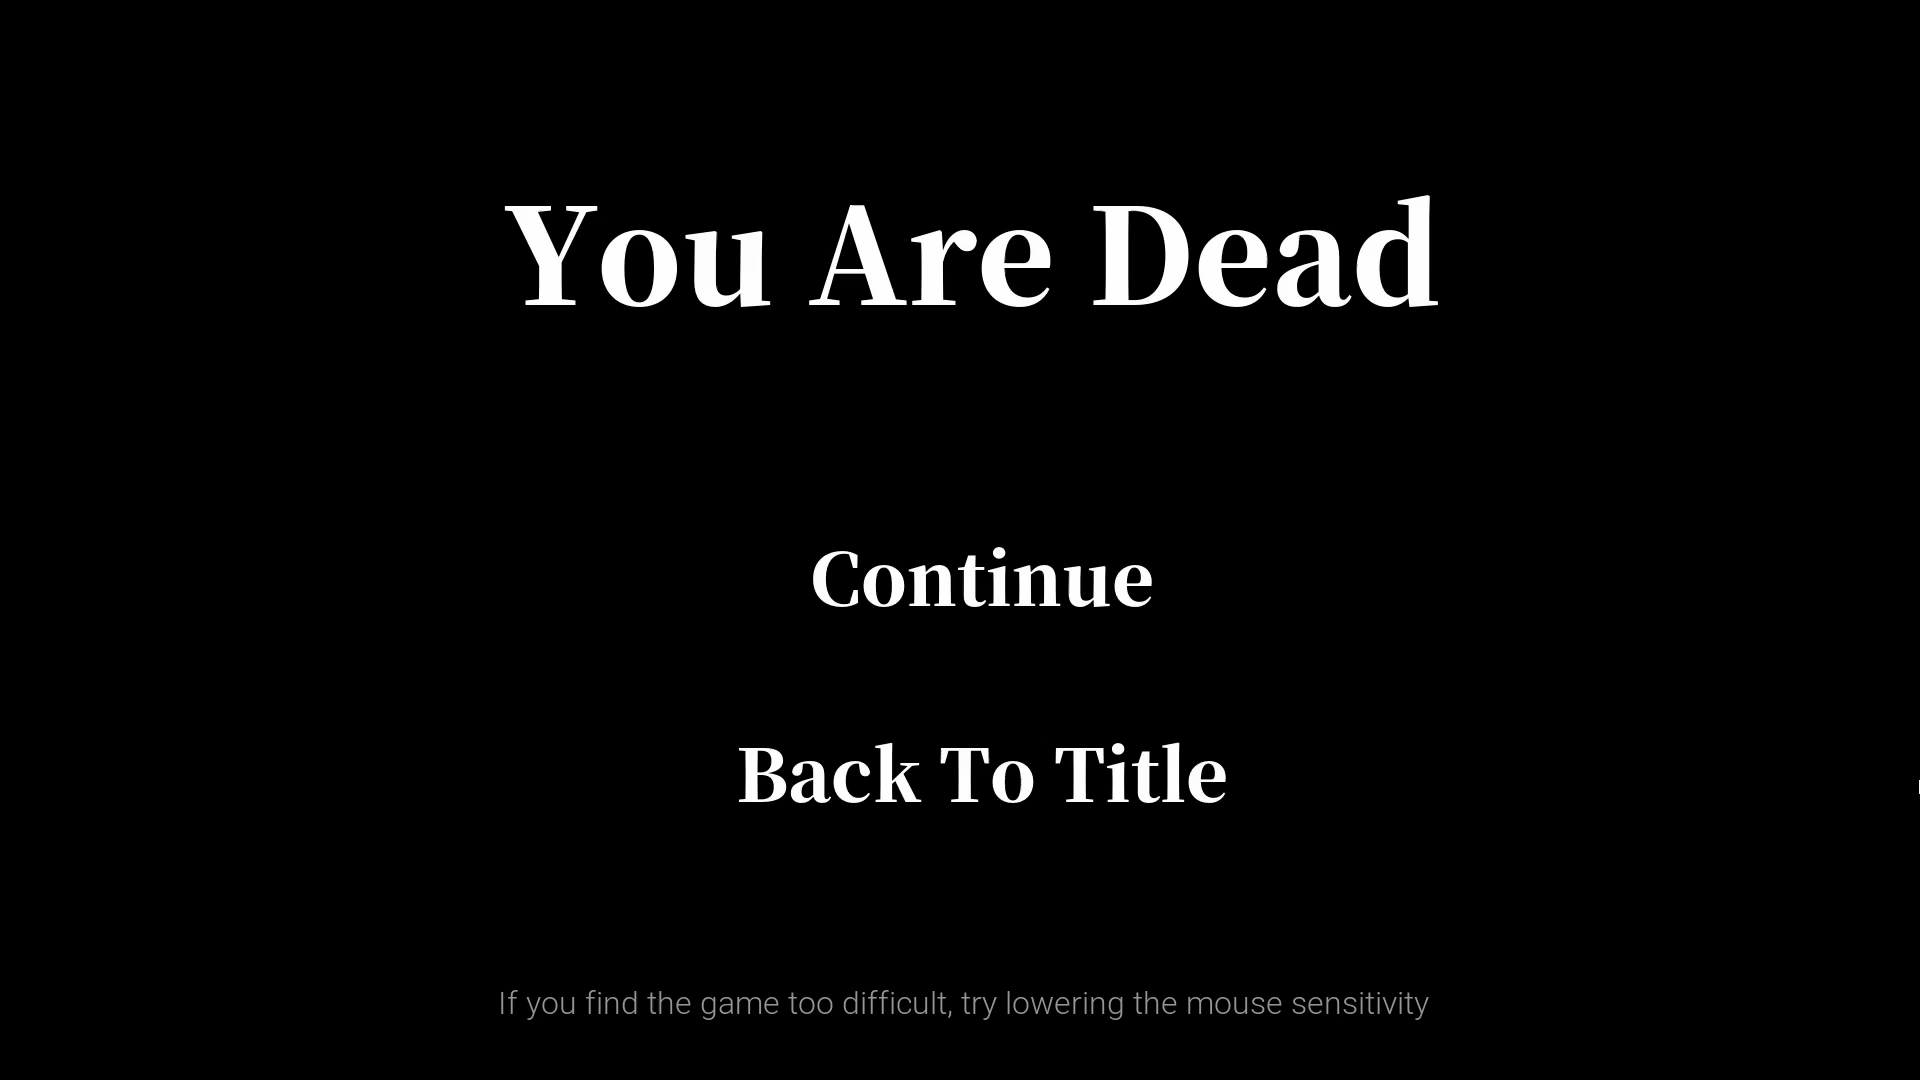 You Are Dead
Continue
Back To Title
If you find the game too difficult, try lowering the mouse sensitivity